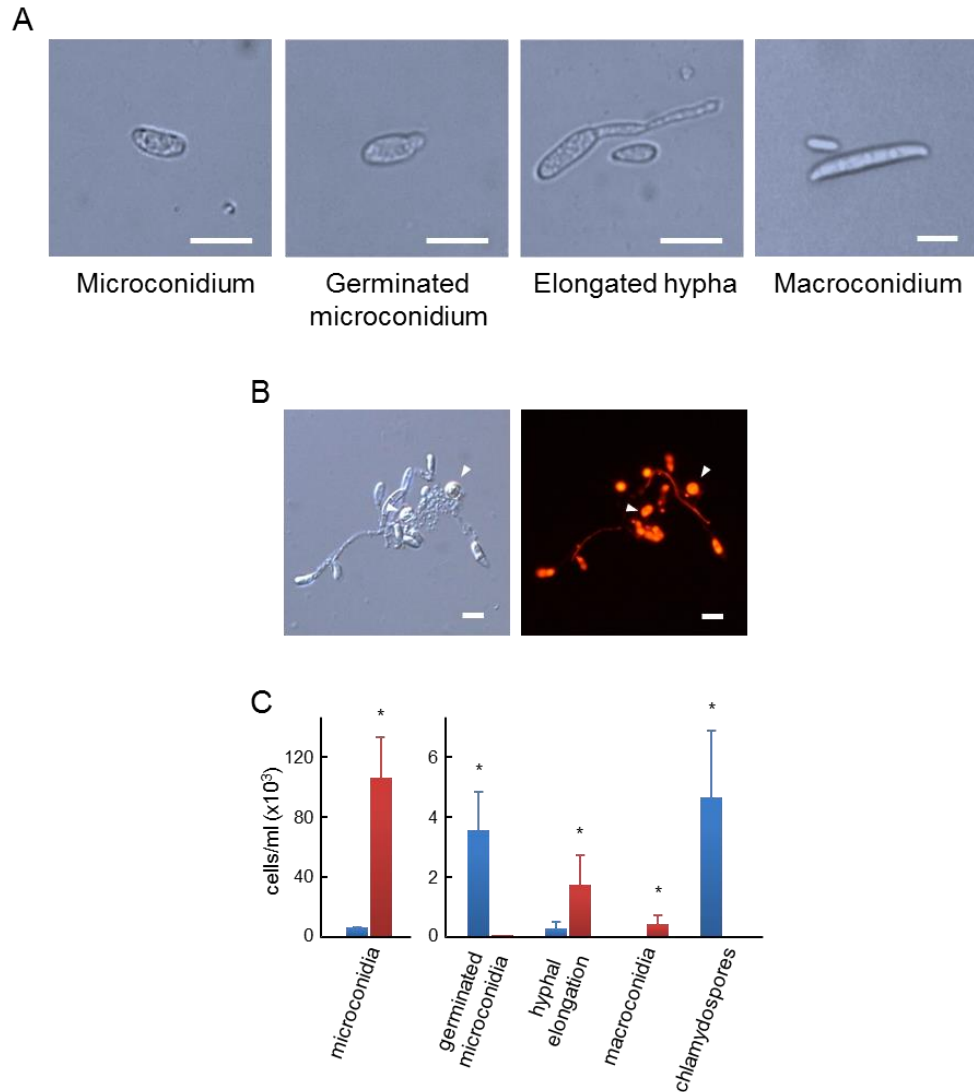 A
Microconidium
Germinated
microconidium
Elongated hypha
Macroconidium
B
C
cells/ml (x10³)
120
80
40
0
6
4
2
0
*
*
*
*
*
microconidia
germinated
microconidia
hyphal
elongation
macroconidia
chlamydospores